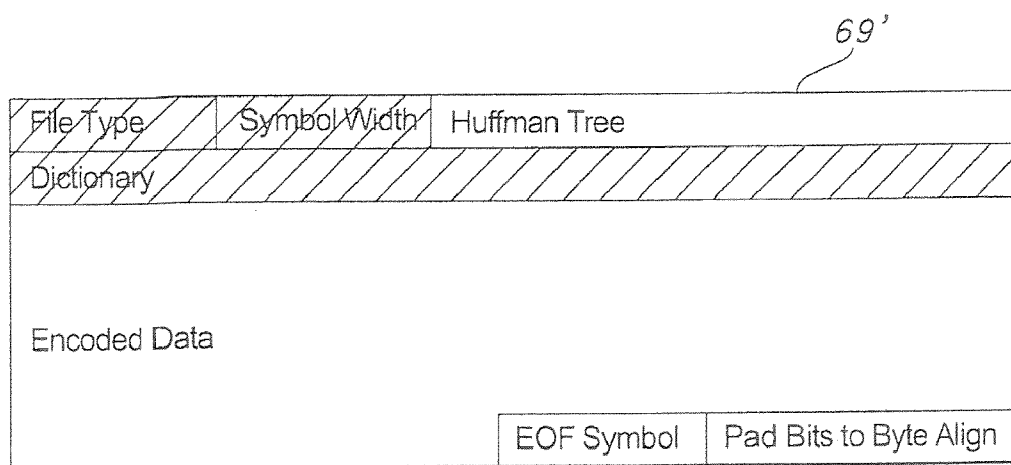 69'
File Type Symbol Width Huffman Tree
Dictionary
Encoded Data
EOF Symbol Pad Bits to Byte Align